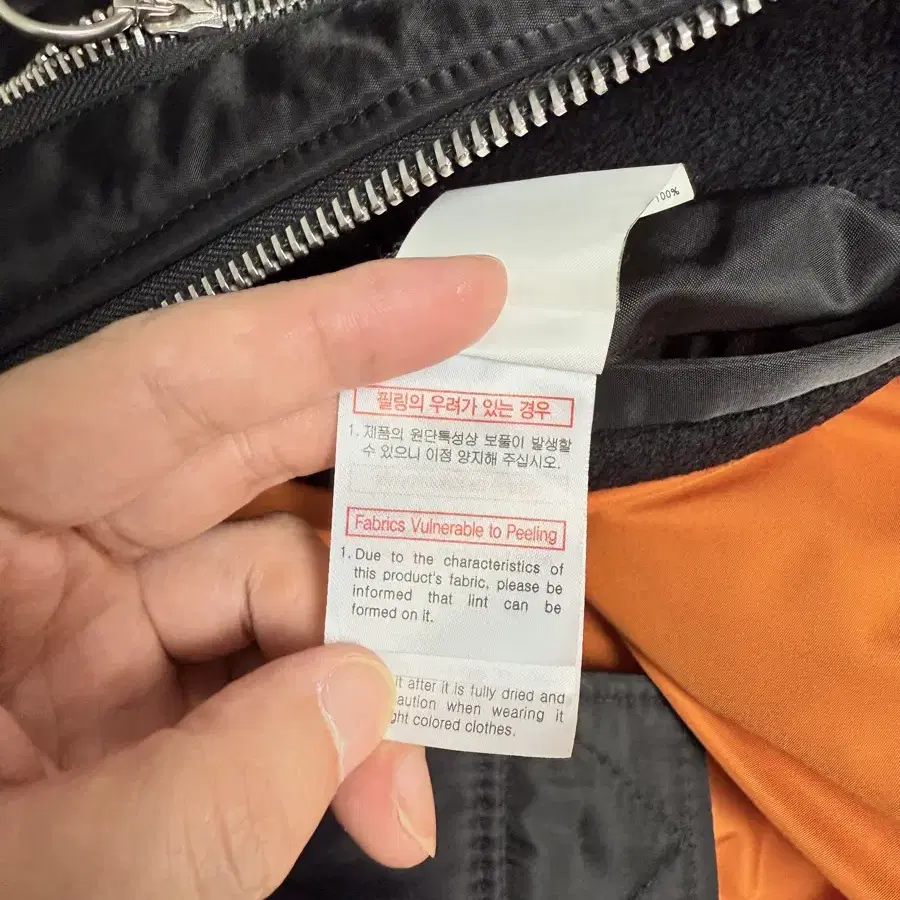 100%
필링의 우려가 있는 경우
1. 제품의 원단특성상 보풀이 발생할
수 있으니 이점 양지해 주십시오.
Fabrics Vulnerable to Peeling
1. Due to the characteristics of
this product's fabric, please be
informed that lint can be
formed on it.
it after it is fully dried and
when wearing it
colored clothes.